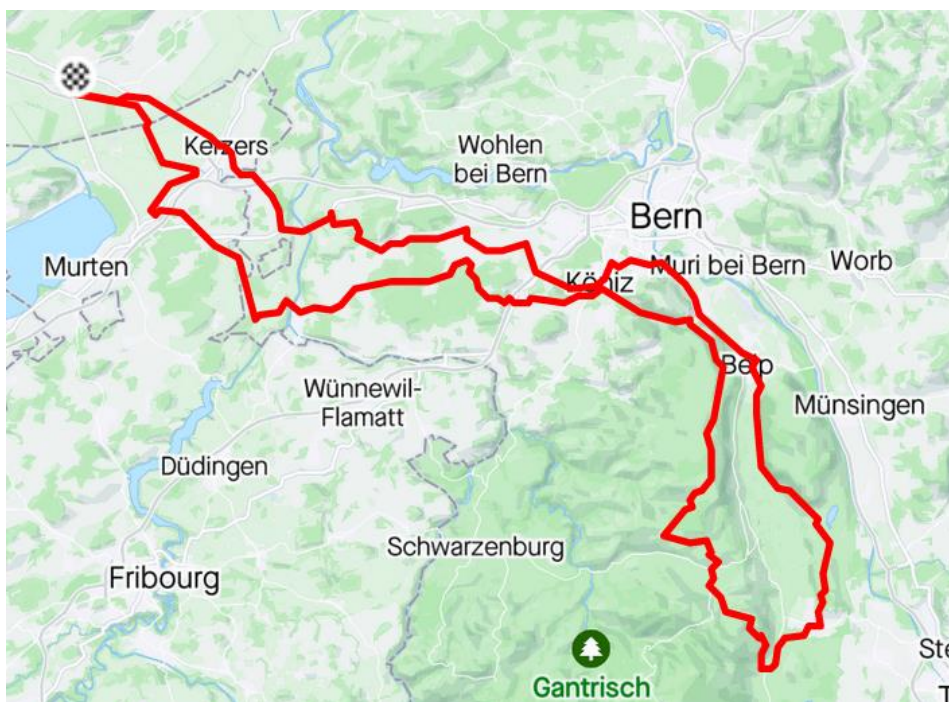 Kerzers
Wohlen
bei Bern
Bern
Murten
Köniz
Muri bei Bern
Worb
Belp
Wünnewil-
Flamatt
Münsingen
Düdingen
Schwarzenburg
Fribourg
Gantrisch
Ste
T